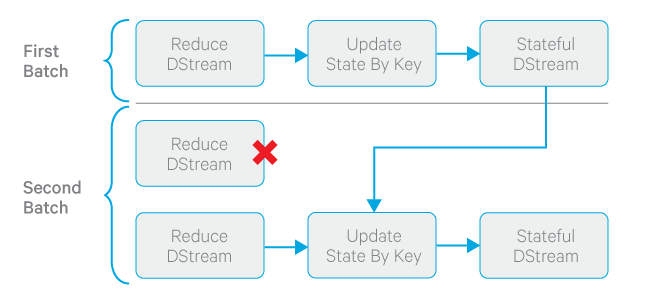 First
Batch
Reduce
DStream
Update
State By Key
Stateful
DStream
Second
Batch
Reduce
DStream
Reduce
DStream
Update
State By Key
Stateful
DStream